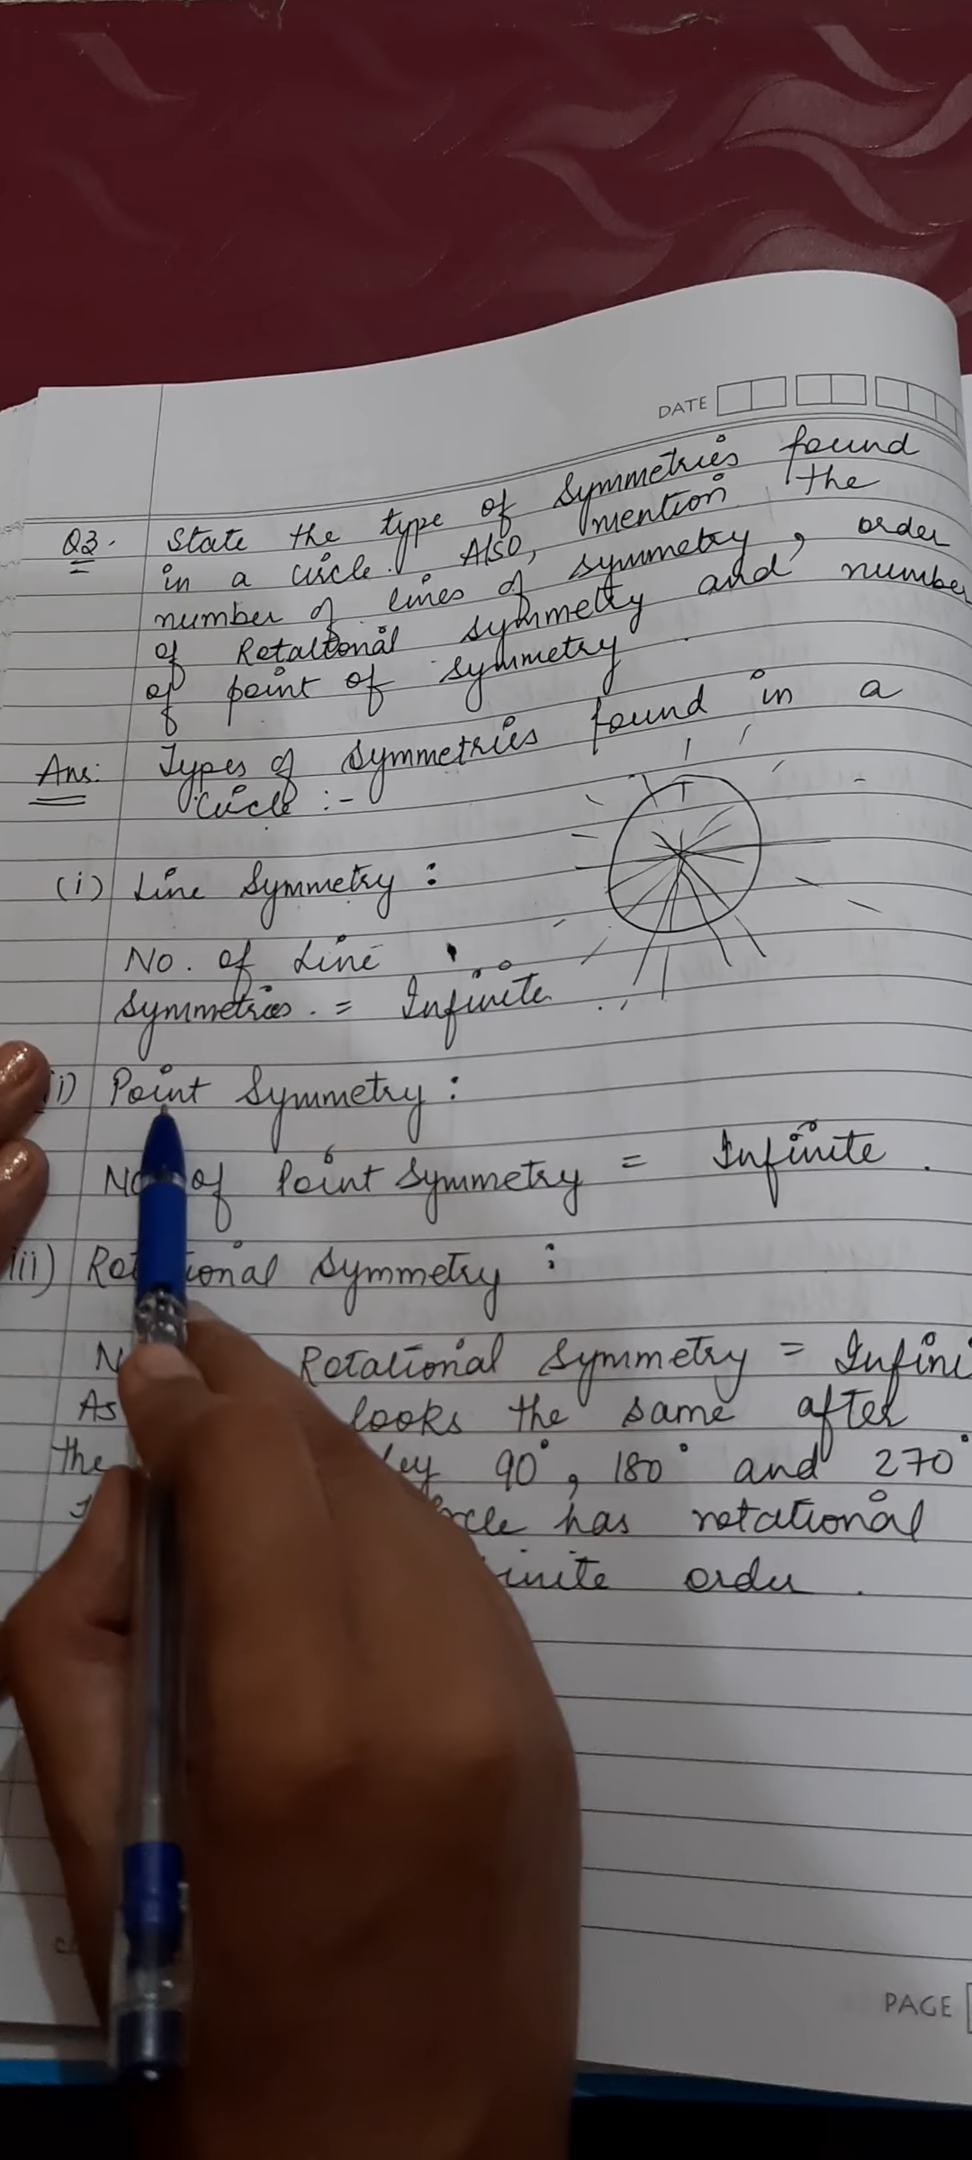 DATE
Q3. State the type of symmetries found
in a circle. Also, mention the
number of lines of symmetry, order
of Rotational symmetry and number
of point of symmetry
Ans: Types of symmetries found in a
circle :-
(i) Line Symmetry :
No. of Line
Symmetries. = Infinite
i) Point Symmetry :
of Point Symmetry = Infinite.
iii) Rotational Symmetry :
Rotational Symmetry = Infini
As looks the same after
the 90°, 180° and 270°
has rotational
order.
PAGE